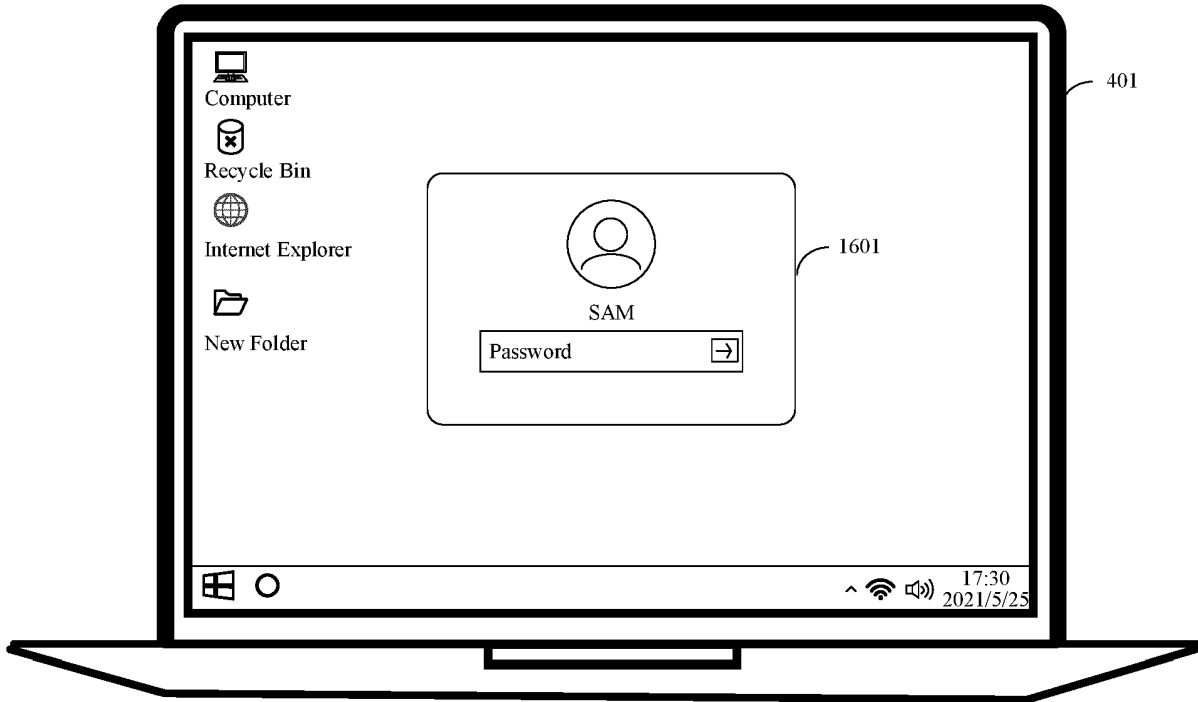 Computer
401
Recycle Bin
Internet Explorer
1601
SAM
New Folder
Password
17:30
2021/5/25